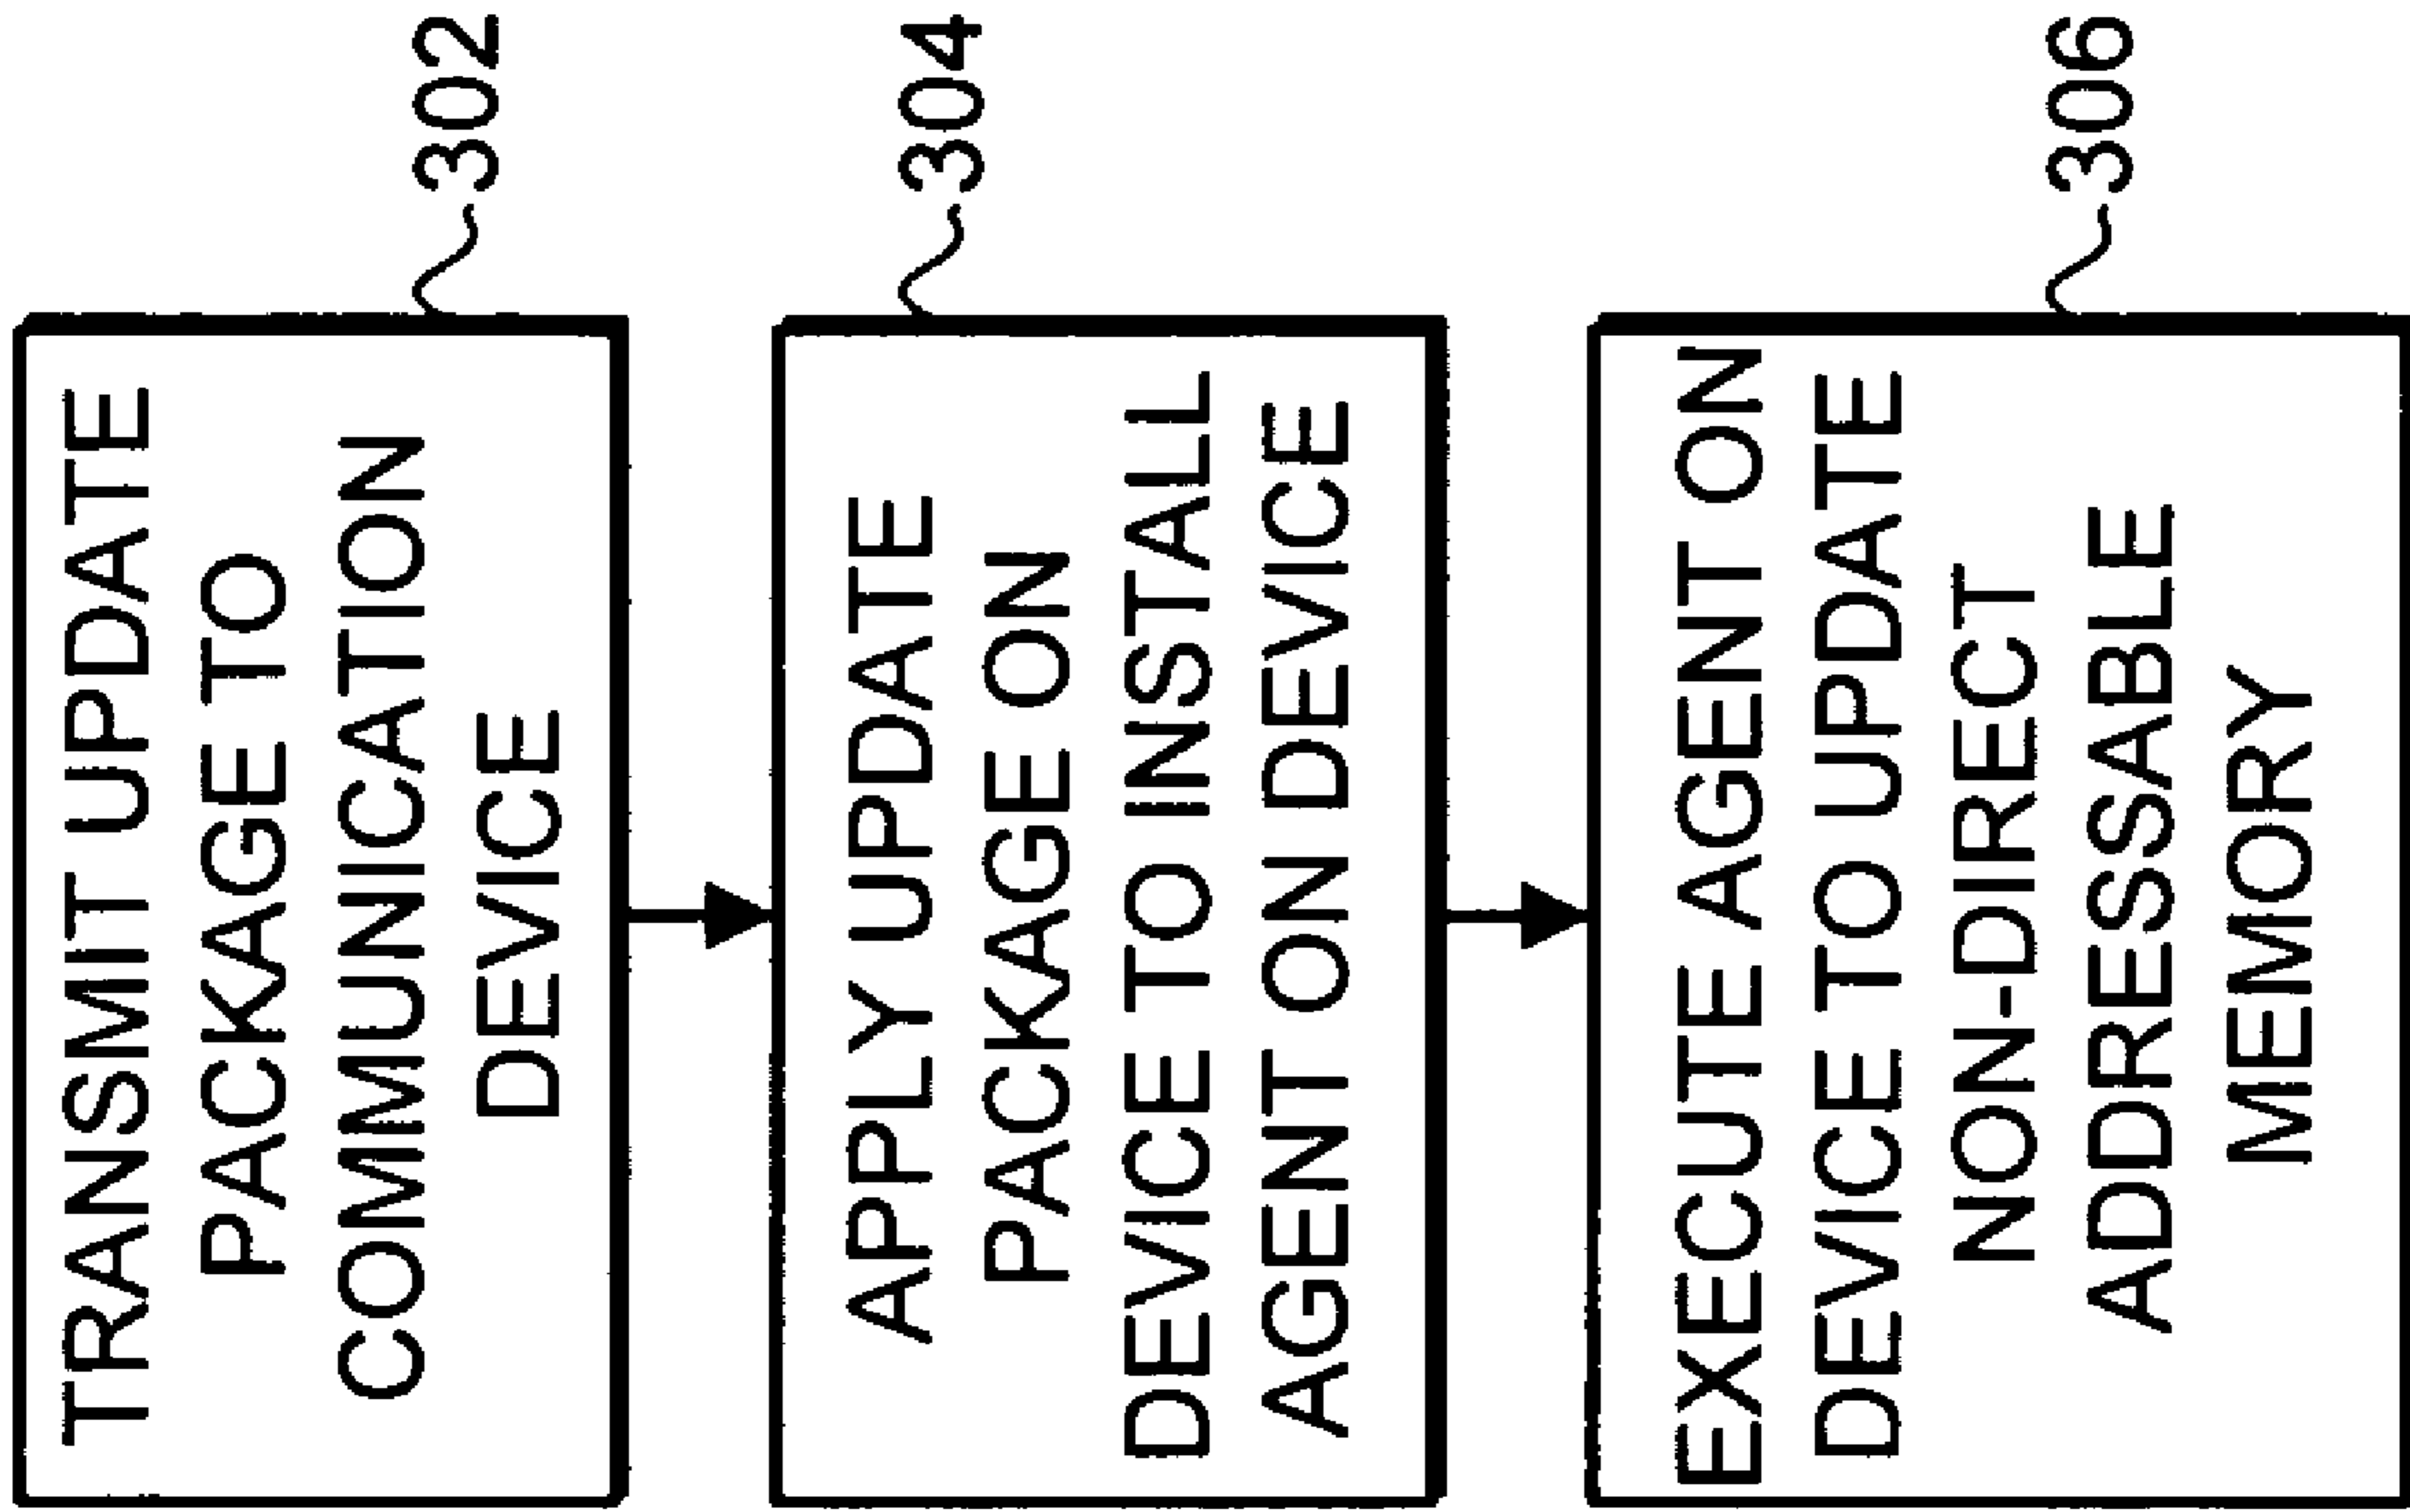 TRANSMIT UPDATE
PACKAGE TO
COMMUNICATION
DEVICE
302
APPLY UPDATE
PACKAGE ON
DEVICE TO INSTALL
AGENT ON DEVICE
304
EXECUTE AGENT ON
DEVICE TO UPDATE
NON-DIRECT
ADDRESSABLE
MEMORY
306